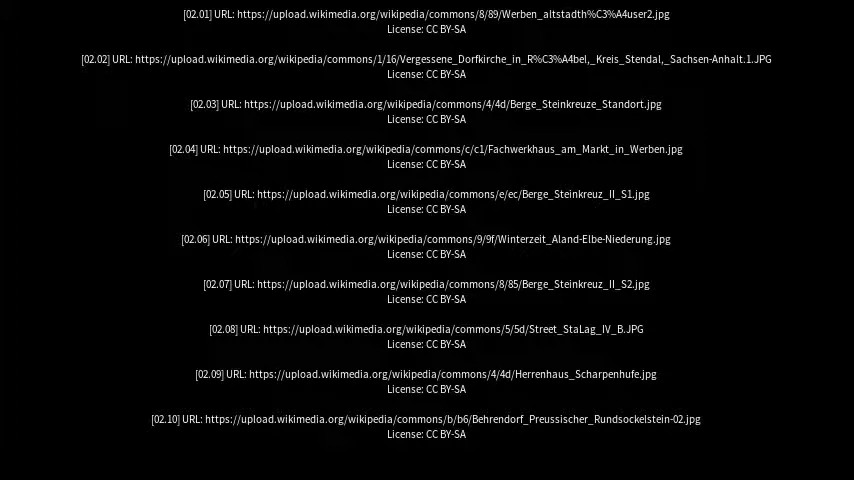 [02.01] URL: https://upload.wikimedia.org/wikipedia/commons/8/89/Werben_altstadth%C3%A4user2.jpg
License: CC BY-SA
[02.02] URL: https://upload.wikimedia.org/wikipedia/commons/1/16/Vergessene_Dorfkirche_in_R%C3%A4bel,_Kreis_Stendal,_Sachsen-Anhalt.1.JPG
License: CC BY-SA
[02.03] URL: https://upload.wikimedia.org/wikipedia/commons/4/4d/Berge_Steinkreuze_Standort.jpg
License: CC BY-SA
[02.04] URL: https://upload.wikimedia.org/wikipedia/commons/c/c1/Fachwerkhaus_am_Markt_in_Werben.jpg
License: CC BY-SA
[02.05] URL: https://upload.wikimedia.org/wikipedia/commons/e/ec/Berge_Steinkreuz_II_S1.jpg
License: CC BY-SA
[02.06] URL: https://upload.wikimedia.org/wikipedia/commons/9/9f/Winterzeit_Aland-Elbe-Niederung.jpg
License: CC BY-SA
[02.07] URL: https://upload.wikimedia.org/wikipedia/commons/8/85/Berge_Steinkreuz_II_S2.jpg
License: CC BY-SA
[02.08] URL: https://upload.wikimedia.org/wikipedia/commons/5/5d/Street_StaLag_IV_B.JPG
License: CC BY-SA
[02.09] URL: https://upload.wikimedia.org/wikipedia/commons/4/4d/Herrenhaus_Scharpenhufe.jpg
License: CC BY-SA
[02.10] URL: https://upload.wikimedia.org/wikipedia/commons/b/b6/Behrendorf_Preussischer_Rundsockelstein-02.jpg
License: CC BY-SA